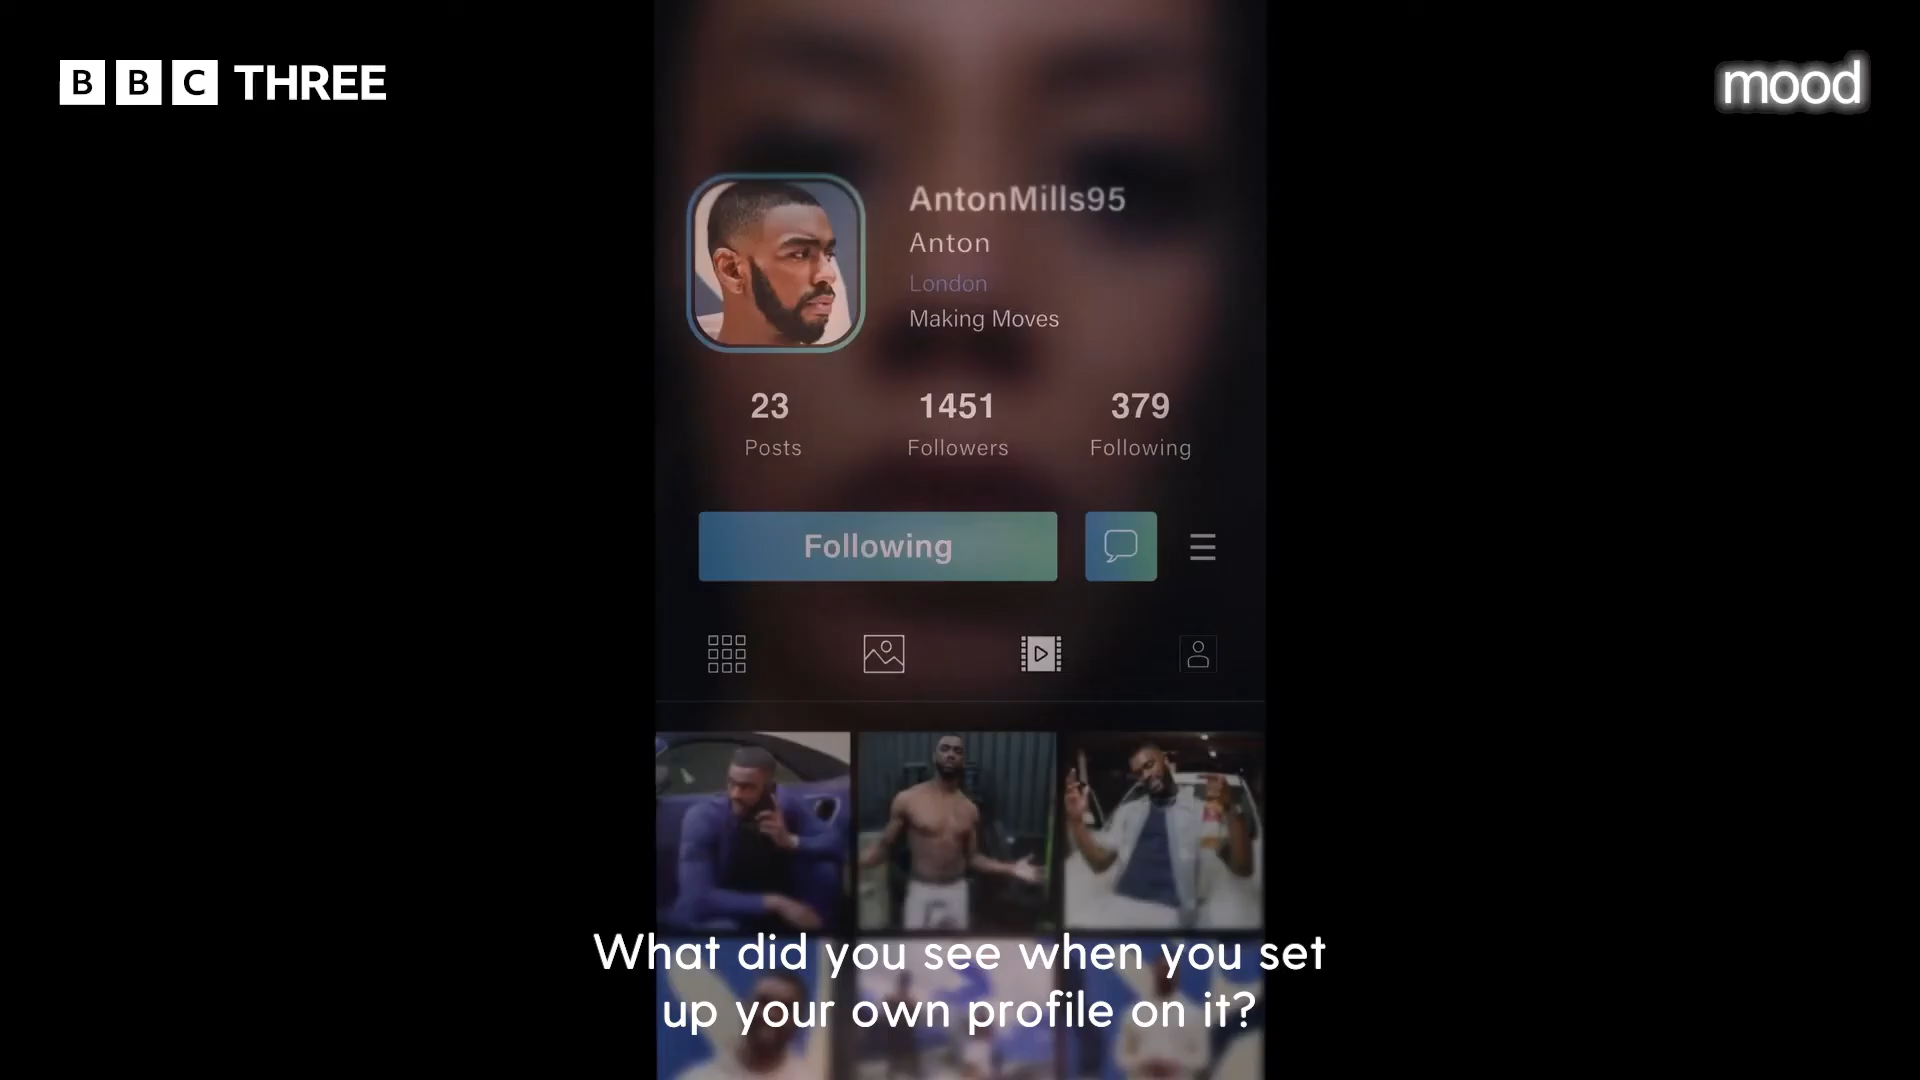 BBC THREE
mood
AntonMills95
Anton
London
Making Moves
23
1451
379
Posts
Followers
Following
Following
What did you see when you set
up your own profile on it?